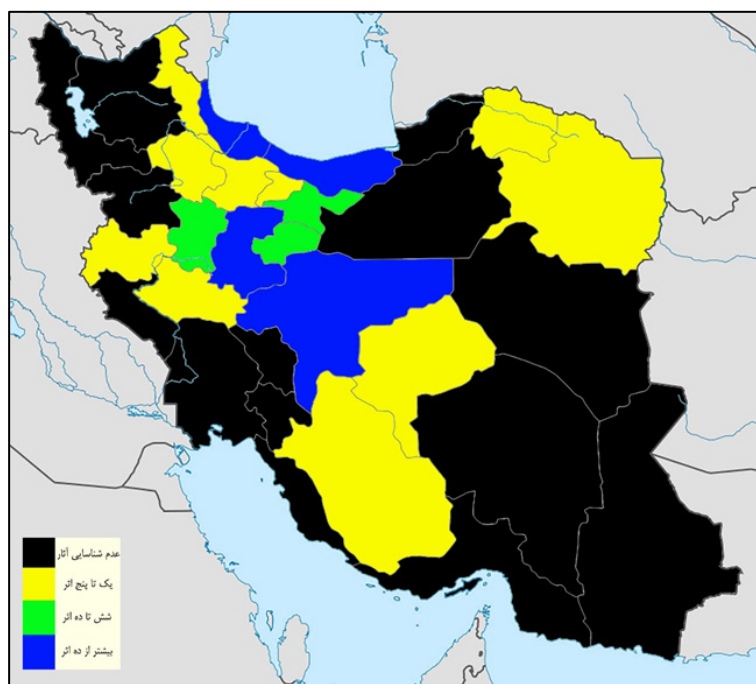 عدم شناسایی آثار
یک تا پنج اثر
شش تا ده اثر
بیشتر از ده اثر